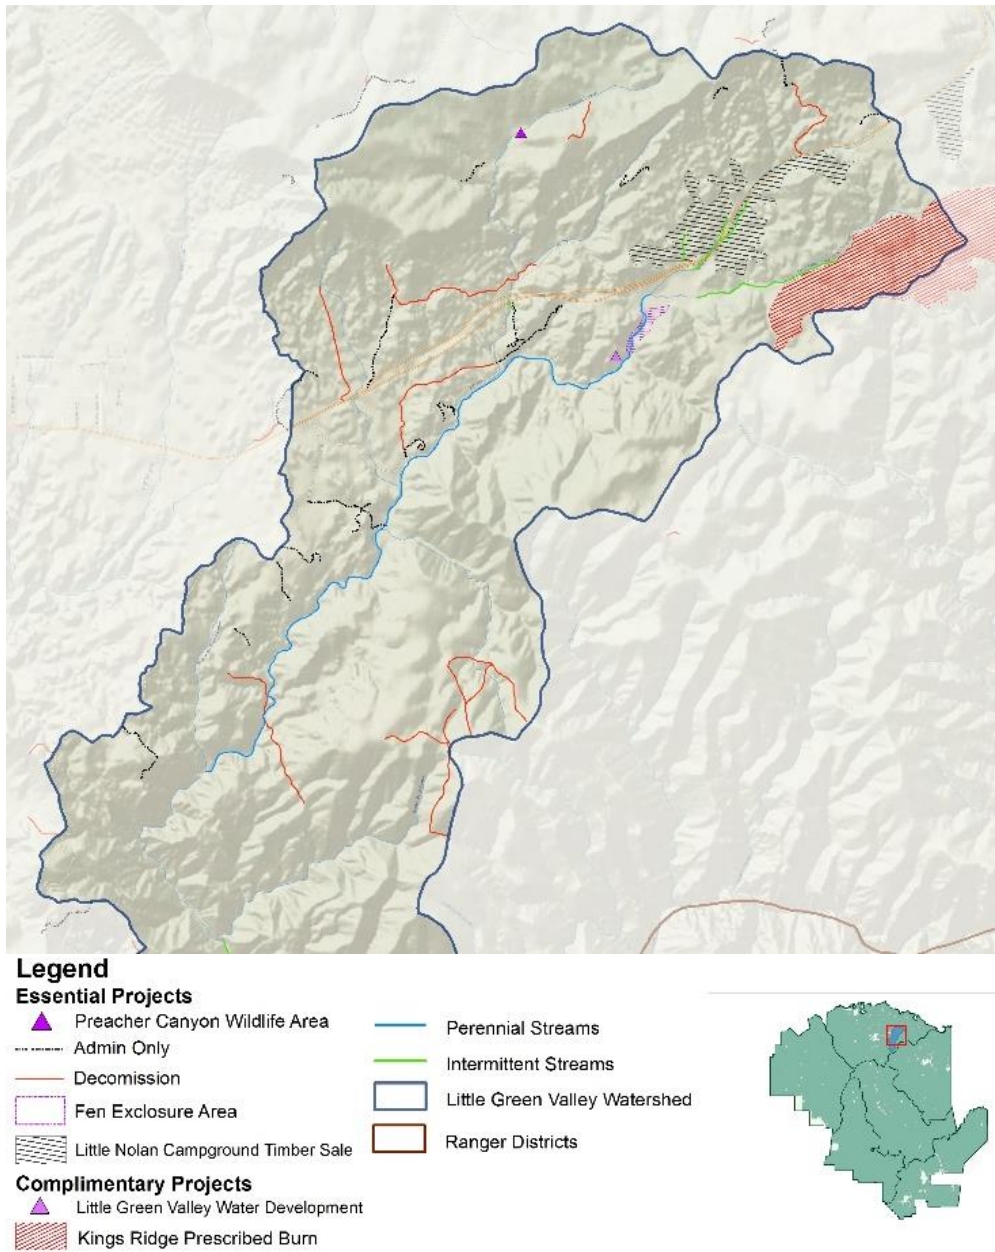 Legend
Essential Projects
Preacher Canyon Wildlife Area
Admin Only
Decomission
Fen Exclosure Area
Little Nolan Campground Timber Sale
Complimentary Projects
Little Green Valley Water Development
Kings Ridge Prescribed Burn
Perennial Streams
Intermittent Streams
Little Green Valley Watershed
Ranger Districts